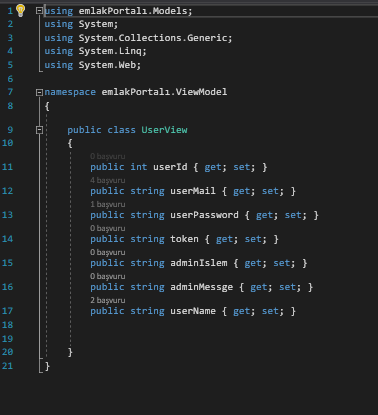 1 using emlakPortalı.Models;
2 using System;
3 using System.Collections.Generic;
4 using System.Linq;
5 using System.Web;
6
7 namespace emlakPortalı.ViewModel
8 {
9 public class UserView
10 {
0 başvuru
11 public int userId { get; set; }
4 başvuru
12 public string userMail { get; set; }
1 başvuru
13 public string userPassword { get; set; }
0 başvuru
14 public string token { get; set; }
0 başvuru
15 public string adminIslem { get; set; }
0 başvuru
16 public string adminMessge { get; set; }
2 başvuru
17 public string userName { get; set; }
18
19
20 }
21 }